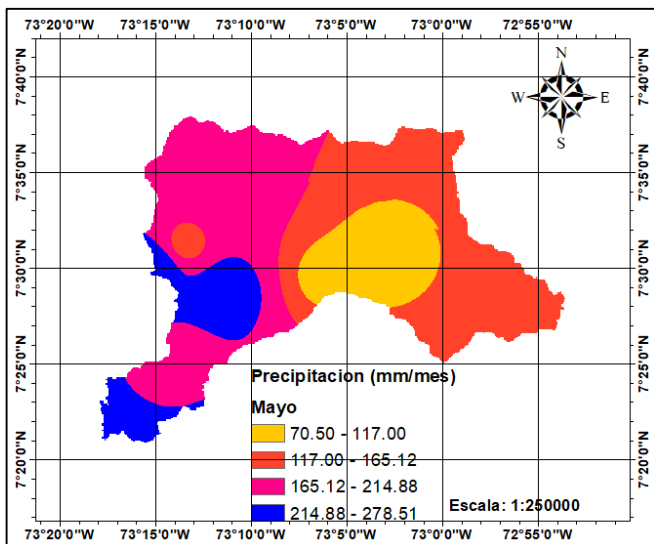 73°20'0"W 73°15'0"W 73°10'0"W 73°5'0"W 73°0'0"W 72°55'0"W
N
W E
S
7°40'0"N 7°40'0"N
7°35'0"N 7°35'0"N
7°30'0"N 7°30'0"N
7°25'0"N 7°25'0"N
7°20'0"N 7°20'0"N
Precipitacion (mm/mes)
Mayo
70.50 - 117.00
117.00 - 165.12
165.12 - 214.88
214.88 - 278.51
Escala: 1:250000
73°20'0"W 73°15'0"W 73°10'0"W 73°5'0"W 73°0'0"W 72°55'0"W